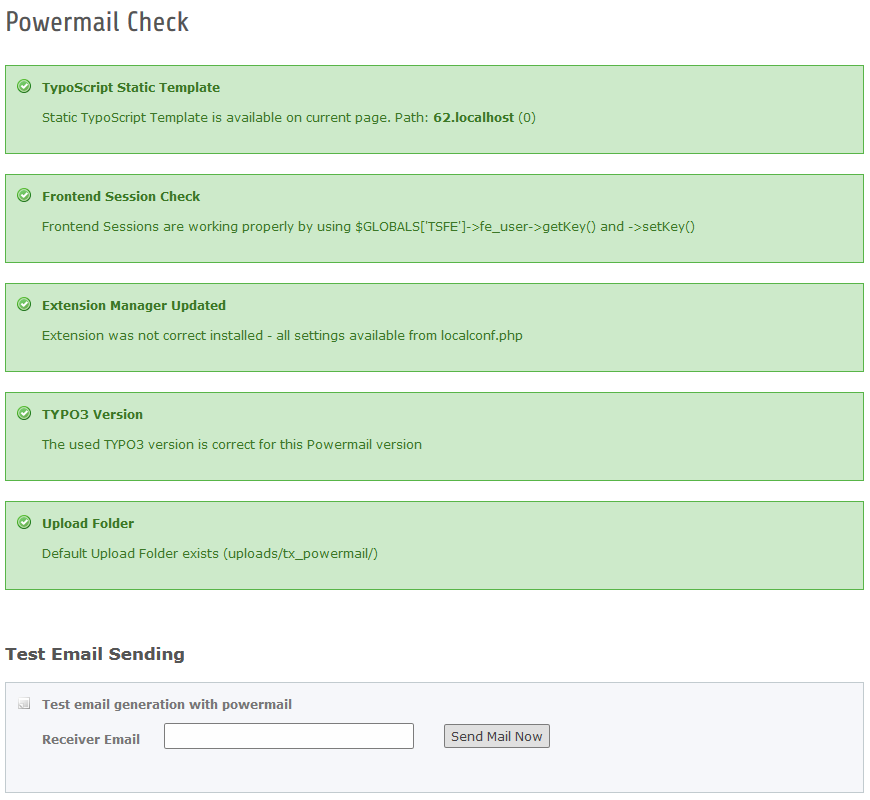 Powermail Check
TypoScript Static Template
Static TypoScript Template is available on current page. Path: 62.localhost (0)
Frontend Session Check
Frontend Sessions are working properly by using $GLOBALS['TSFE']->fe_user->getKey() and ->setKey()
Extension Manager Updated
Extension was not correct installed - all settings available from localconf.php
TYPO3 Version
The used TYPO3 version is correct for this Powermail version
Upload Folder
Default Upload Folder exists (uploads/tx_powermail/)
Test Email Sending
Test email generation with powermail
Receiver Email Send Mail Now